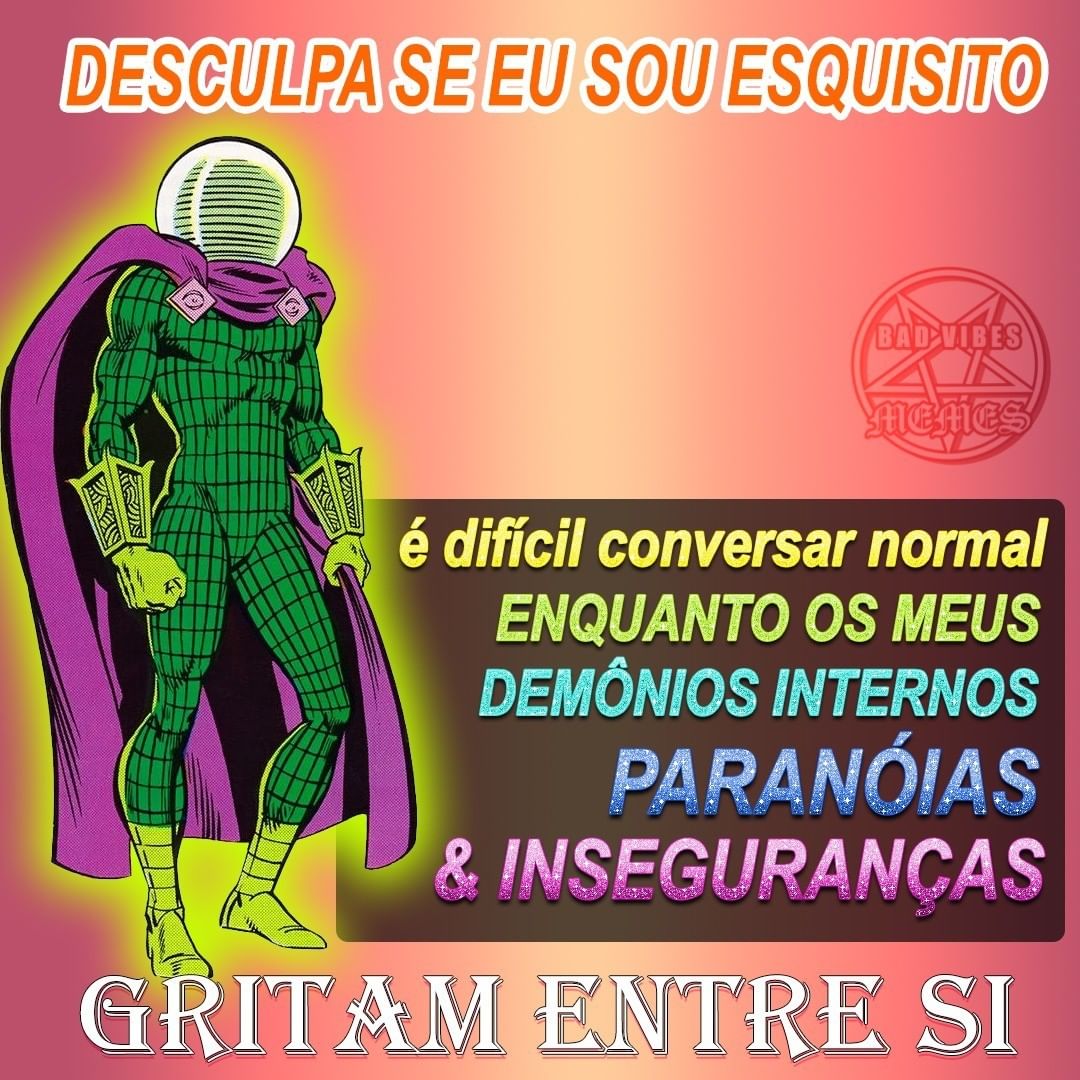 DESCULPA SE EU SOU ESQUISITO
BAD VIBES
MEMES
é difícil conversar normal
ENQUANTO OS MEUS
DEMÔNIOS INTERNOS
PARANÓIAS
& INSEGURANÇAS
GRITAM ENTRE SI